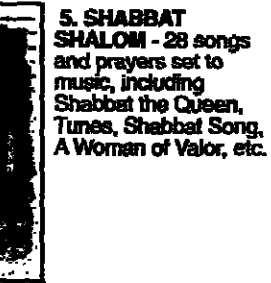 5. SHABBAT
SHALOM - 28 songs
and prayers set to
music, including
Shabbat the Queen,
Tunes, Shabbat Song,
A Woman of Valor, etc.